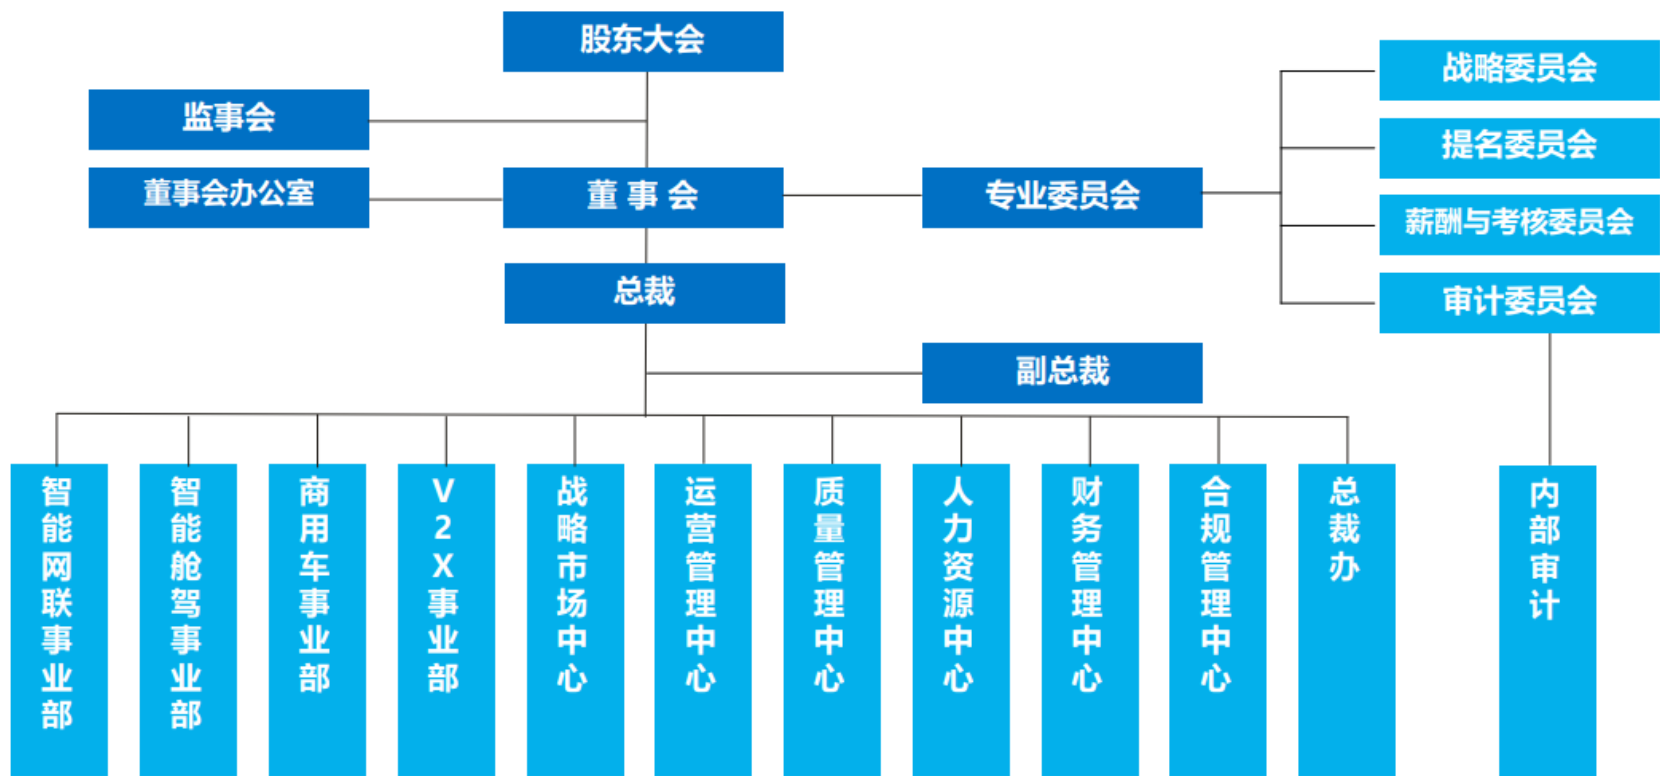 股东大会
战略委员会
监事会
提名委员会
董事会办公室
董 事 会
专业委员会
薪酬与考核委员会
总裁
审计委员会
副总裁
智能网联事业部
智能舱驾事业部
商用车事业部
V2X事业部
战略市场中心
运营管理中心
质量管理中心
人力资源中心
财务管理中心
合规管理中心
总裁办
内部审计